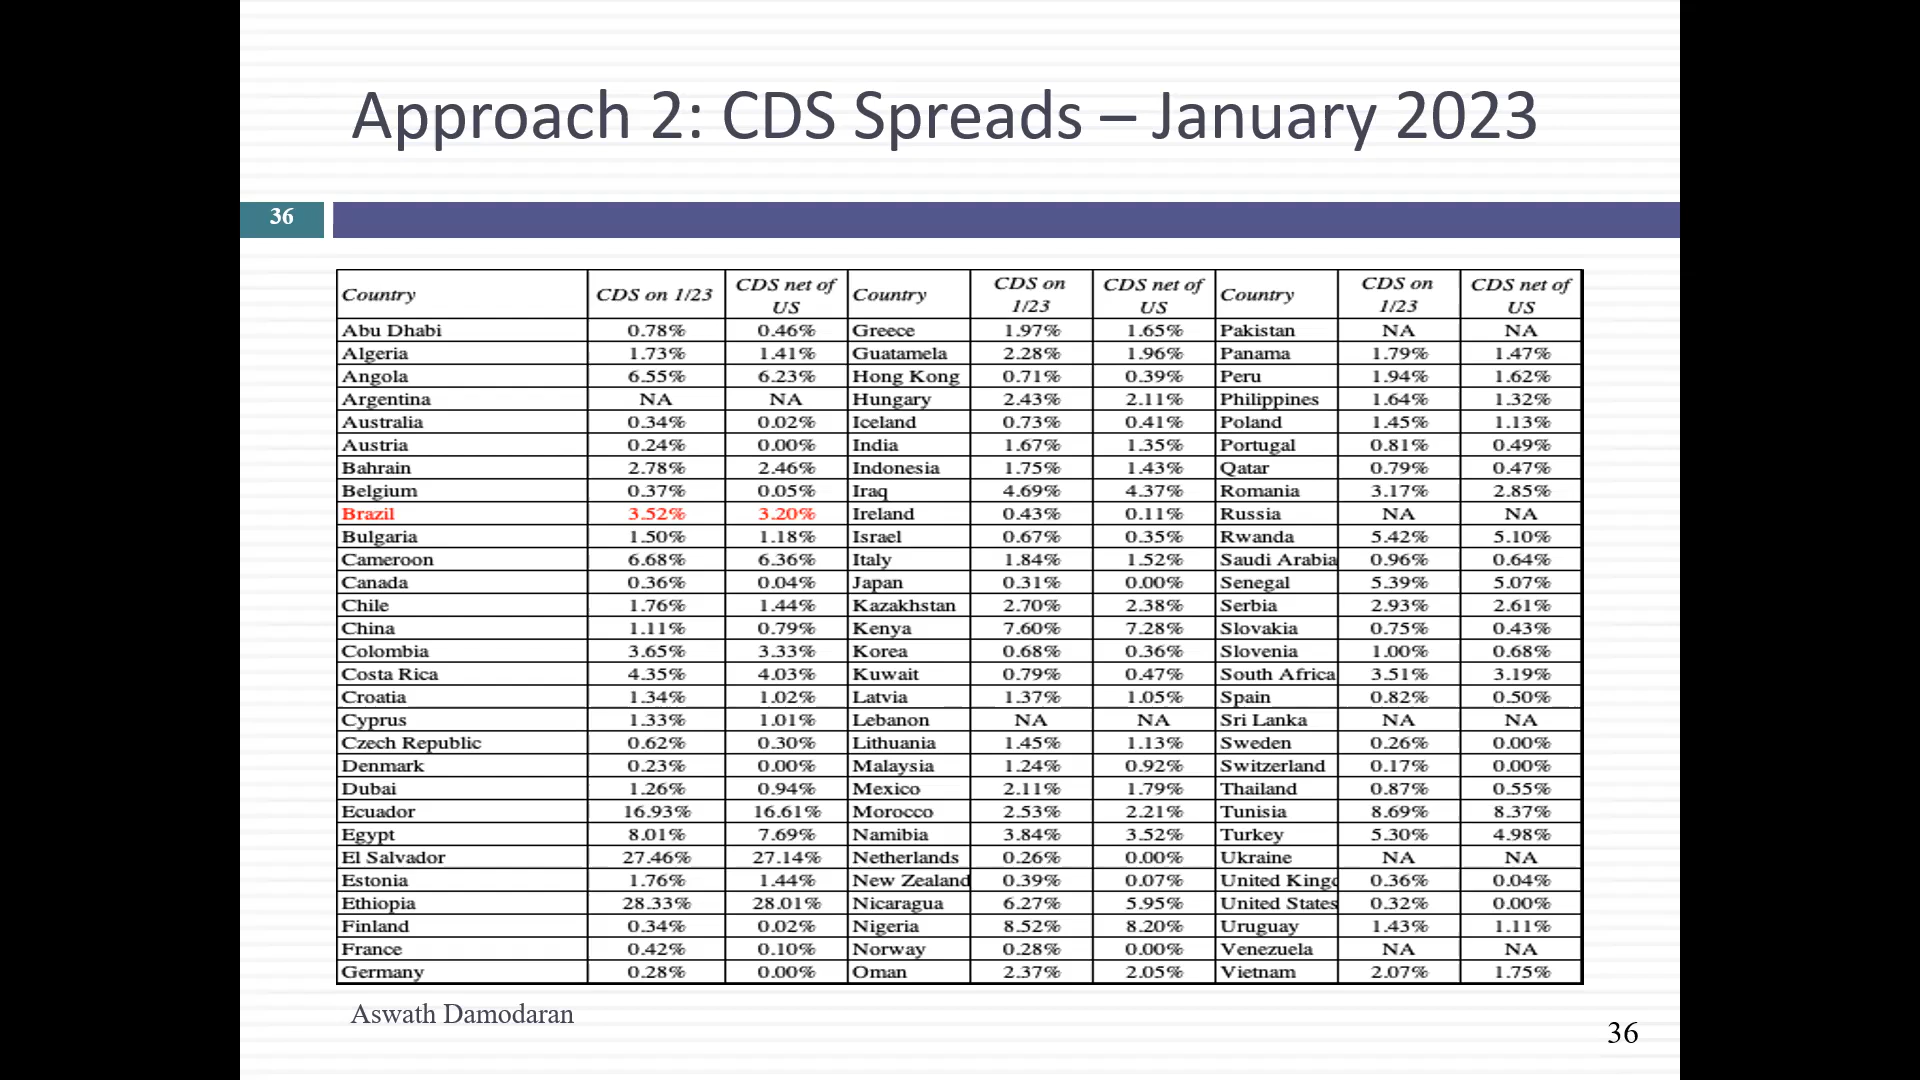 Approach 2: CDS Spreads – January 2023
36
Country CDS on 1/23 CDS net of US Country CDS on 1/23 CDS net of US Country CDS on 1/23 CDS net of US
Abu Dhabi 0.78% 0.46% Greece 1.97% 1.65% Pakistan NA NA
Algeria 1.73% 1.41% Guatamela 2.28% 1.96% Panama 1.79% 1.47%
Angola 6.55% 6.23% Hong Kong 0.71% 0.39% Peru 1.94% 1.62%
Argentina NA NA Hungary 2.43% 2.11% Philippines 1.64% 1.32%
Australia 0.34% 0.02% Iceland 0.73% 0.41% Poland 1.45% 1.13%
Austria 0.24% 0.00% India 1.67% 1.35% Portugal 0.81% 0.49%
Bahrain 2.78% 2.46% Indonesia 1.75% 1.43% Qatar 0.79% 0.47%
Belgium 0.37% 0.05% Iraq 4.69% 4.37% Romania 3.17% 2.85%
Brazil 3.52% 3.20% Ireland 0.43% 0.11% Russia NA NA
Bulgaria 1.50% 1.18% Israel 0.67% 0.35% Rwanda 5.42% 5.10%
Cameroon 6.68% 6.36% Italy 1.84% 1.52% Saudi Arabia 0.96% 0.64%
Canada 0.36% 0.04% Japan 0.31% 0.00% Senegal 5.39% 5.07%
Chile 1.76% 1.44% Kazakhstan 2.70% 2.38% Serbia 2.93% 2.61%
China 1.11% 0.79% Kenya 7.60% 7.28% Slovakia 0.75% 0.43%
Colombia 3.65% 3.33% Korea 0.68% 0.36% Slovenia 1.00% 0.68%
Costa Rica 4.35% 4.03% Kuwait 0.79% 0.47% South Africa 3.51% 3.19%
Croatia 1.34% 1.02% Latvia 1.37% 1.05% Spain 0.82% 0.50%
Cyprus 1.33% 1.01% Lebanon NA NA Sri Lanka NA NA
Czech Republic 0.62% 0.30% Lithuania 1.45% 1.13% Sweden 0.26% 0.00%
Denmark 0.23% 0.00% Malaysia 1.24% 0.92% Switzerland 0.17% 0.00%
Dubai 1.26% 0.94% Mexico 2.11% 1.79% Thailand 0.87% 0.55%
Ecuador 16.93% 16.61% Morocco 2.53% 2.21% Tunisia 8.69% 8.37%
Egypt 8.01% 7.69% Namibia 3.84% 3.52% Turkey 5.30% 4.98%
El Salvador 27.46% 27.14% Netherlands 0.26% 0.00% Ukraine NA NA
Estonia 1.76% 1.44% New Zealand 0.39% 0.07% United King 0.36% 0.04%
Ethiopia 28.33% 28.01% Nicaragua 6.27% 5.95% United States 0.32% 0.00%
Finland 0.34% 0.02% Nigeria 8.52% 8.20% Uruguay 1.43% 1.11%
France 0.42% 0.10% Norway 0.28% 0.00% Venezuela NA NA
Germany 0.28% 0.00% Oman 2.37% 2.05% Vietnam 2.07% 1.75%
Aswath Damodaran
36